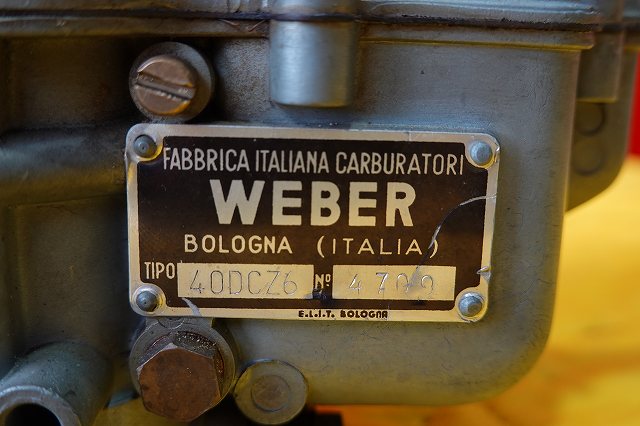 FABBRICA ITALIANA CARBURATORI
WEBER
BOLOGNA (ITALIA)
TIPO 40DCZ6 Nº 4709
E.L.I.T. BOLOGNA